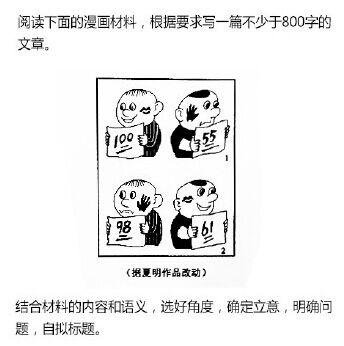 阅读下面的漫画材料，根据要求写一篇不少于800字的
文章。
100
55
1
98
61
2
（据夏明作品改动）
结合材料的内容和语义，选好角度，确定立意，明确问
题，自拟标题。